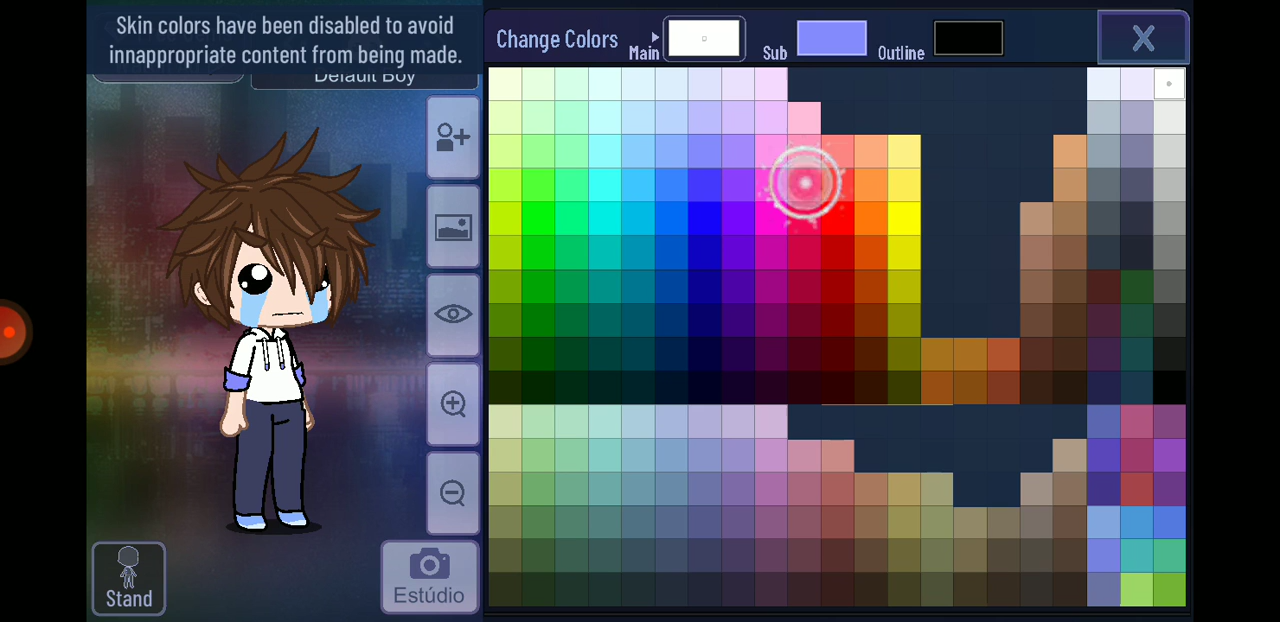 Skin colors have been disabled to avoid
innappropriate content from being made.
Default Boy
Change Colors
Main
Sub
Outline
X
Stand
Estúdio